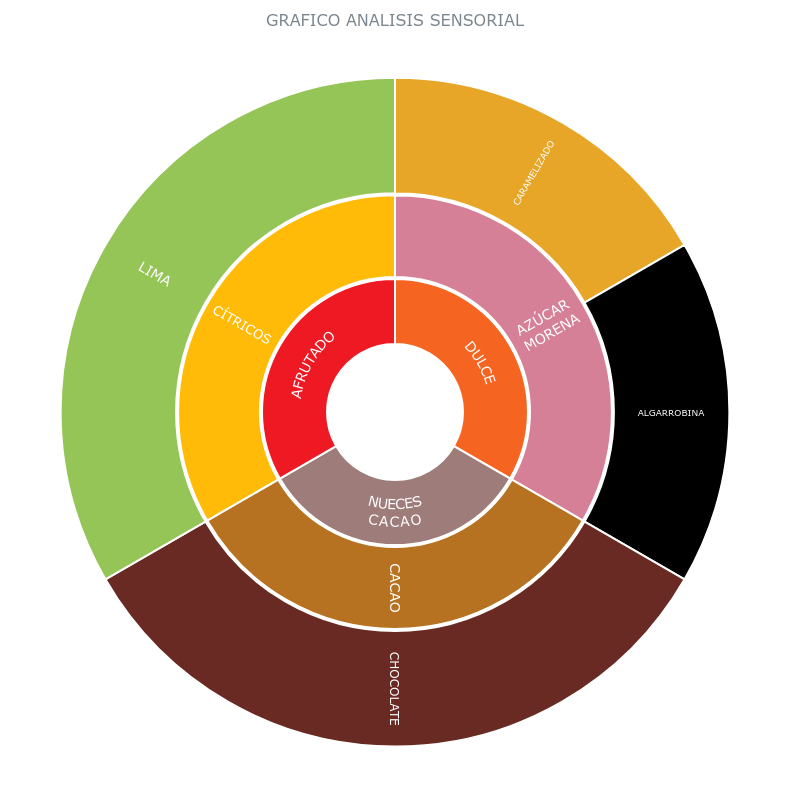 GRAFICO ANALISIS SENSORIAL
CARAMELIZADO
LIMA
CÍTRICOS
AZÚCAR
MORENA
AFRUTADO
DULCE
ALGARROBINA
NUECES
CACAO
CACAO
CHOCOLATE